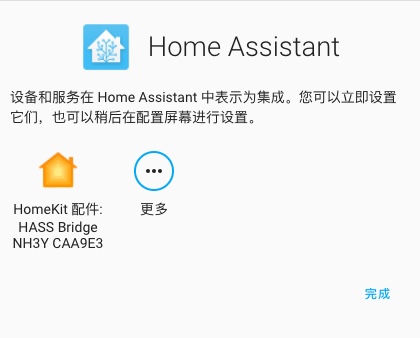 Home Assistant
设备和服务在 Home Assistant 中表示为集成。您可以立即设置
它们，也可以稍后在配置屏幕进行设置。
HomeKit 配件:
HASS Bridge
NH3Y CAA9E3
更多
完成